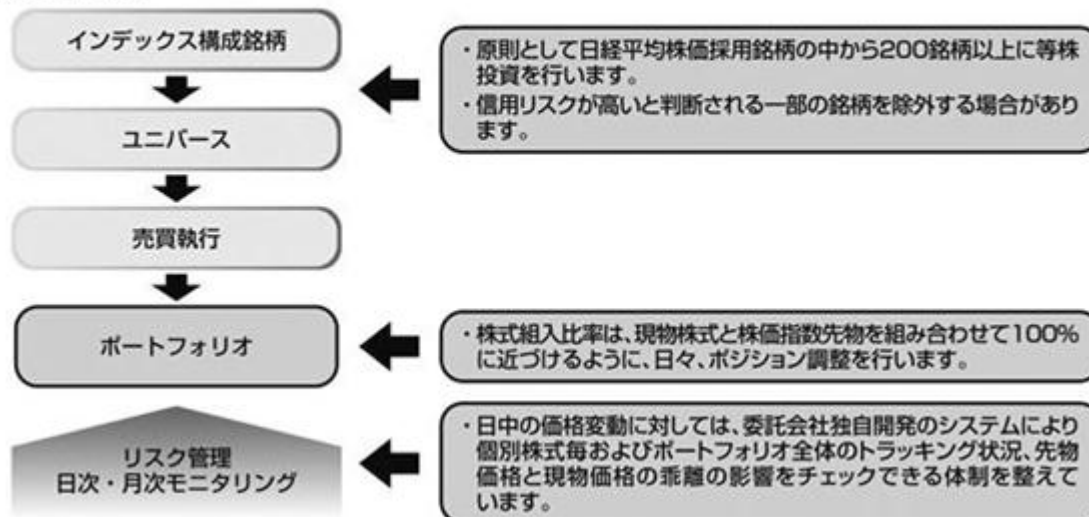 インデックス構成銘柄
・原則として日経平均株価採用銘柄の中から200銘柄以上に等株
投資を行います。
・信用リスクが高いと判断される一部の銘柄を除外する場合があり
ます。
ユニバース
売買執行
ポートフォリオ
・株式組入比率は、現物株式と株価指数先物を組み合わせて100%
に近づけるように、日々、ポジション調整を行います。
リスク管理
日次・月次モニタリング
・日中の価格変動に対しては、委託会社独自開発のシステムにより
個別株式毎およびポートフォリオ全体のトラッキング状況、先物
価格と現物価格の乖離の影響をチェックできる体制を整えて
います。